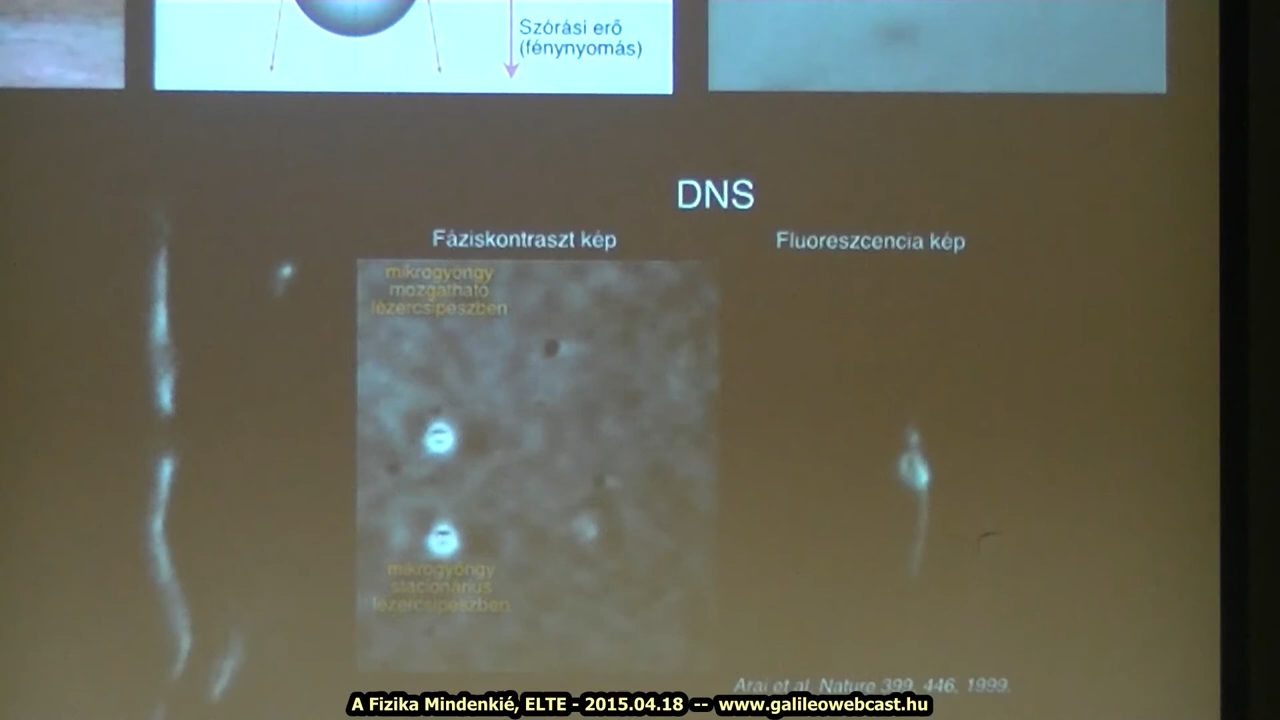 Szórási erő
(fénynyomás)
DNS
Fáziskontraszt kép
Fluoreszcencia kép
mikrogyöngy
mozgatható
lézercsipeszben
mikrogyöngy
stacionárius
lézercsipeszben
Arai et al. Nature 399, 446, 1999.
A Fizika Mindenkié, ELTE - 2015.04.18 -- www.galileowebcast.hu